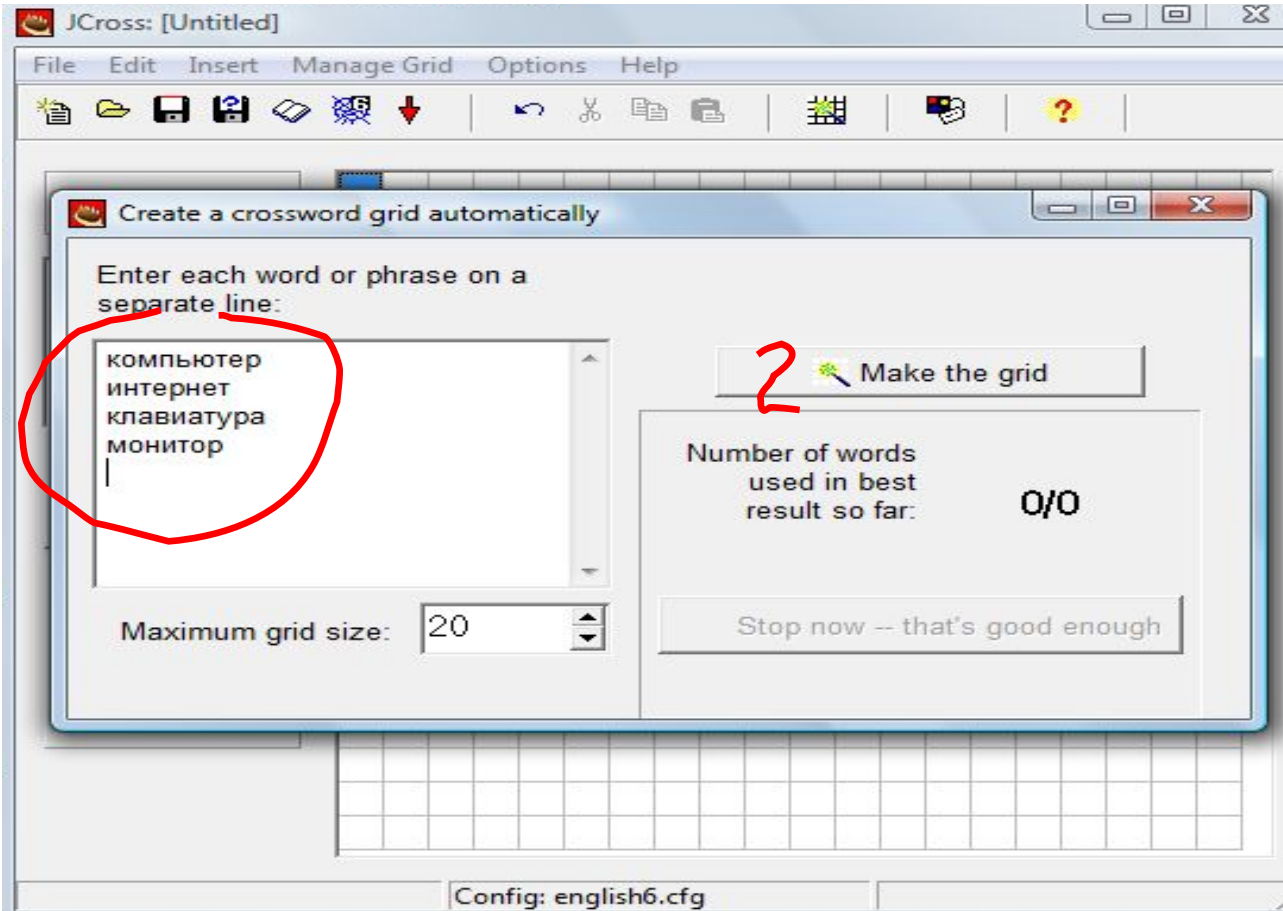 JCross: [Untitled]
File Edit Insert Manage Grid Options Help
?
Create a crossword grid automatically
Enter each word or phrase on a
separate line:
компьютер
интернет
клавиатура
монитор
2
Make the grid
Number of words
used in best
result so far:
0/0
Maximum grid size:
20
Stop now -- that's good enough
Config: english6.cfg